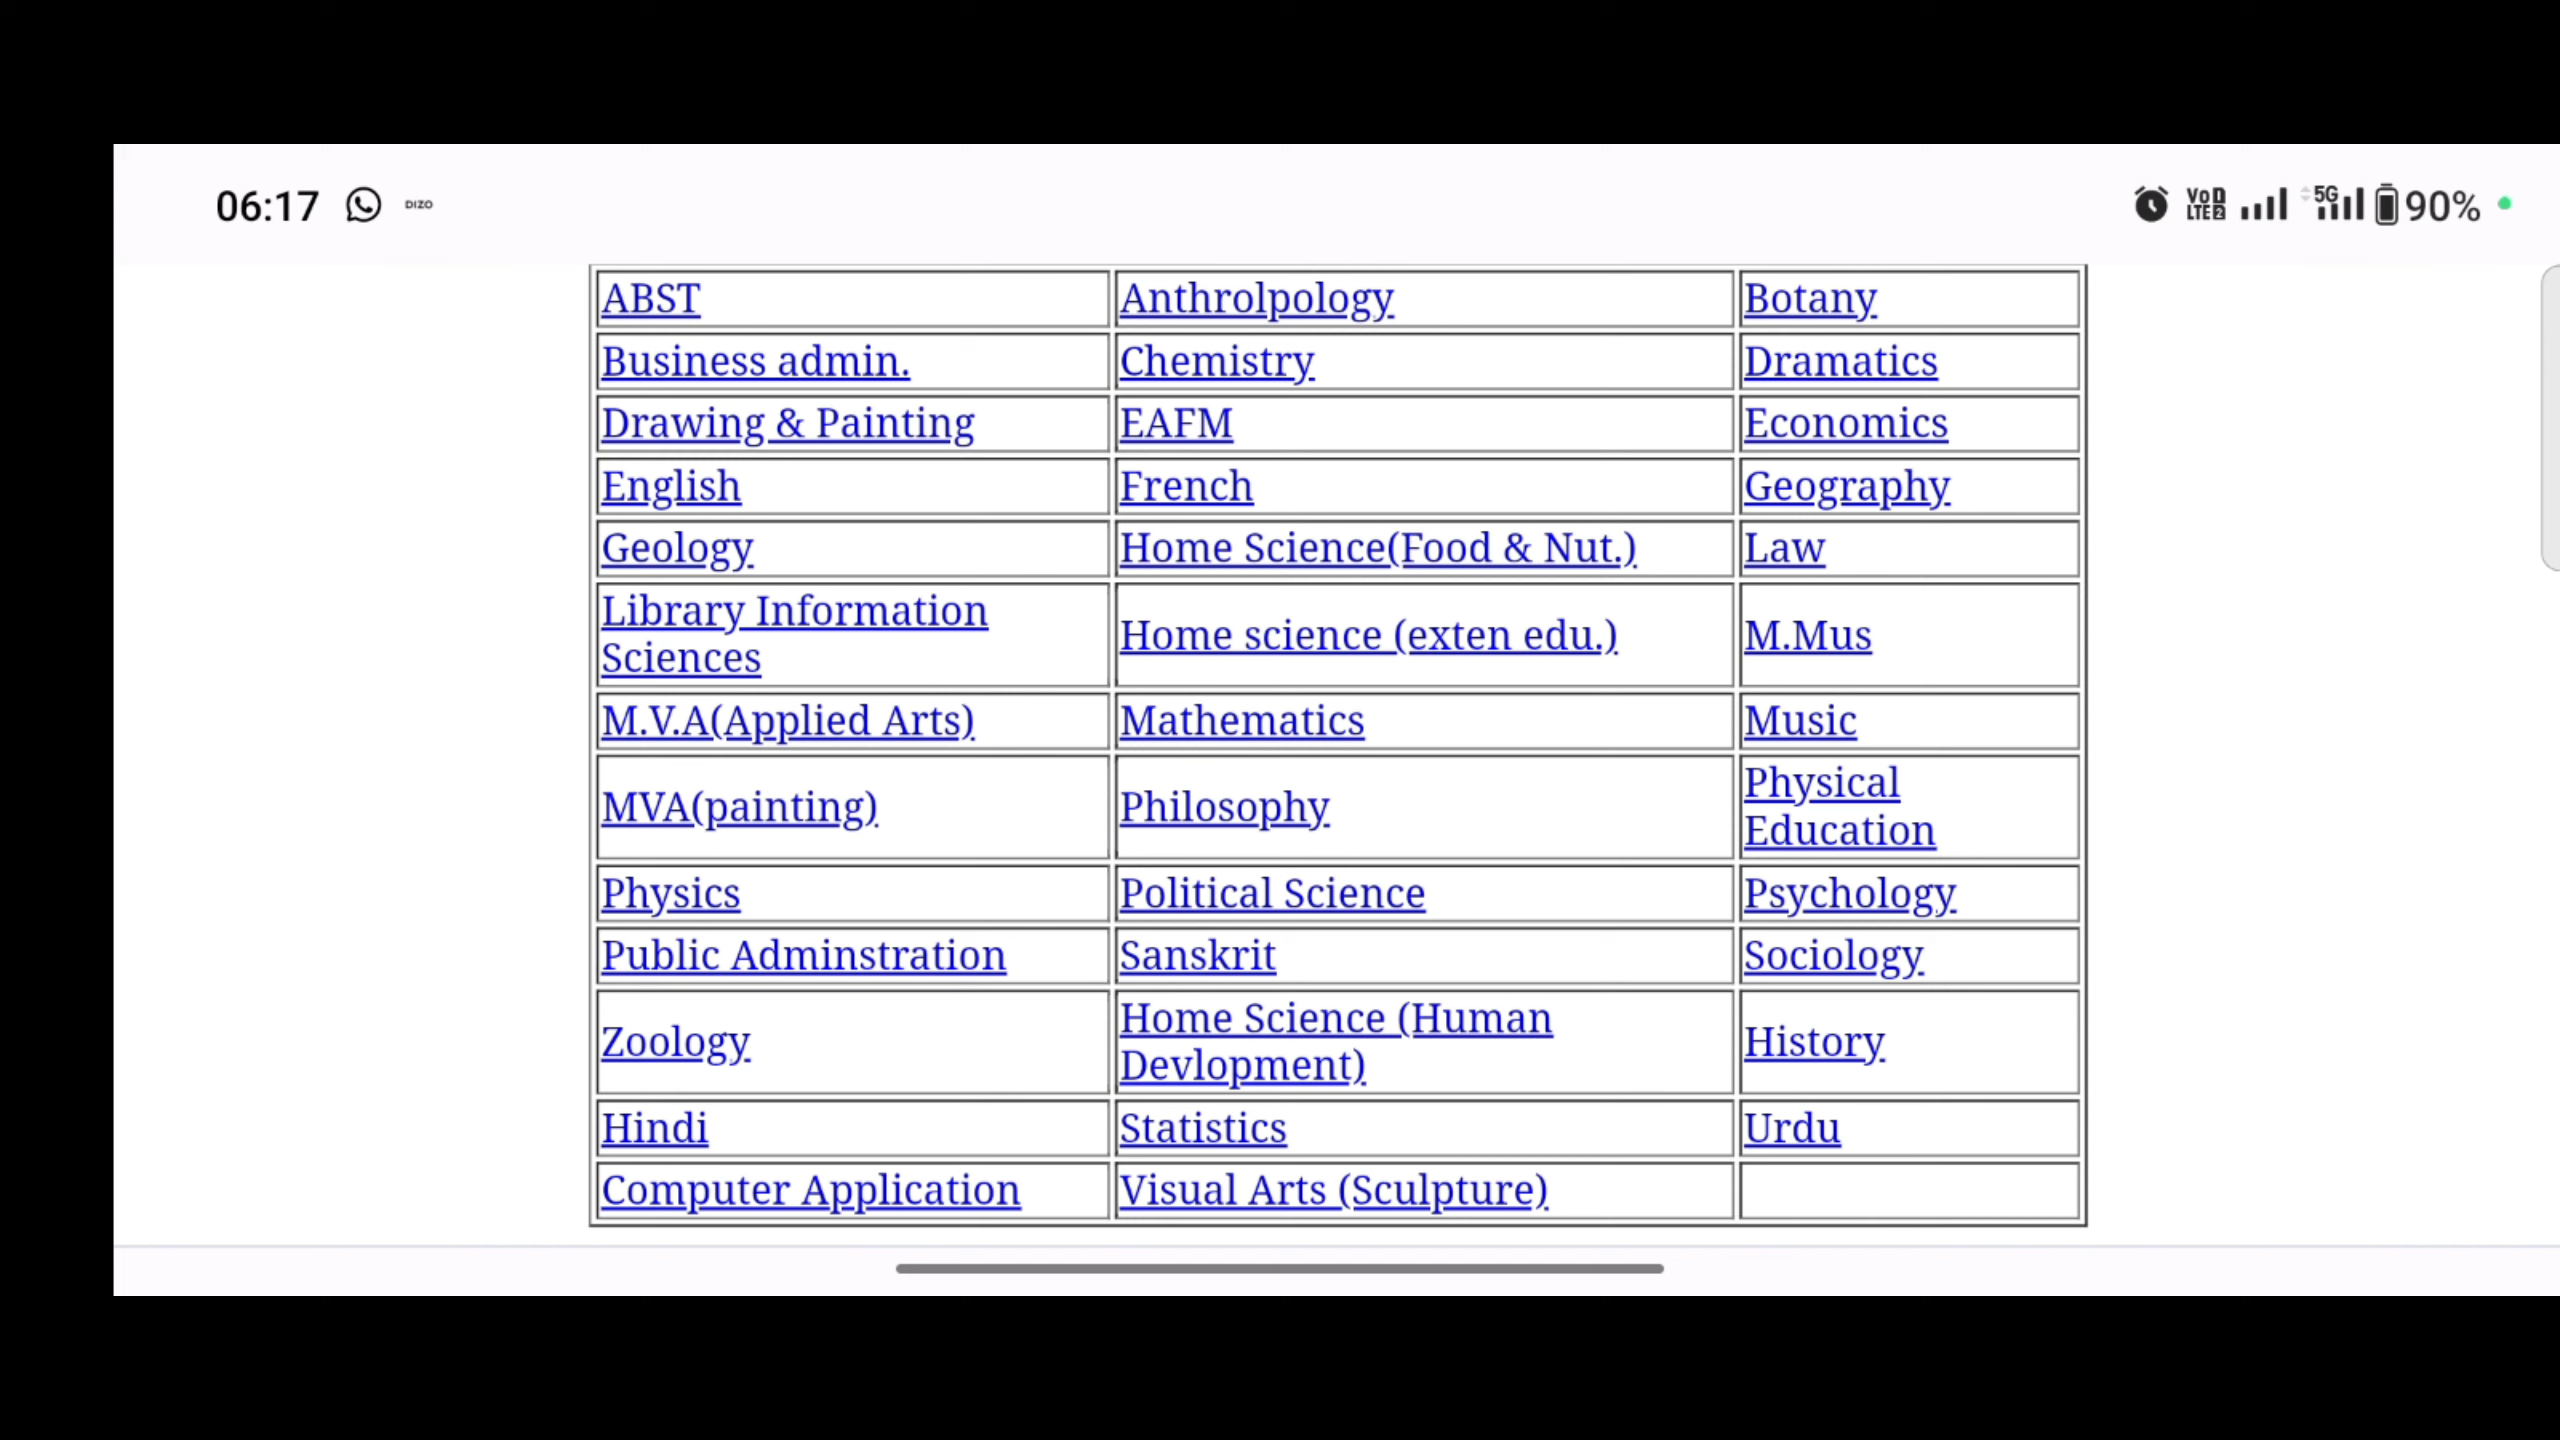 06:17 DIZO VoD LTE2 5G 90%
ABST Anthrolpology Botany
Business admin. Chemistry Dramatics
Drawing & Painting EAFM Economics
English French Geography
Geology Home Science(Food & Nut.) Law
Library Information
Sciences
Home science (exten edu.) M.Mus
M.V.A(Applied Arts) Mathematics Music
MVA(painting) Philosophy
Physical
Education
Physics Political Science Psychology
Public Adminstration Sanskrit Sociology
Zoology
Home Science (Human
Devlopment)
History
Hindi Statistics Urdu
Computer Application Visual Arts (Sculpture)